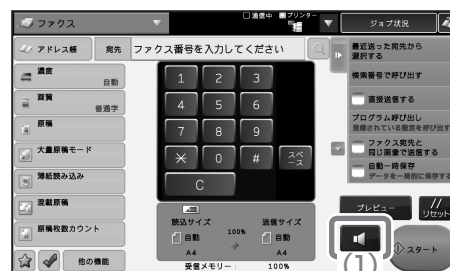 ファクス
通信中
プリンター
ジョブ状況
アドレス帳
宛先
ファクス番号を入力してください
最近送った宛先から
選択する
検索番号で呼び出す
直接送信する
プログラム呼び出し
登録されている設定を呼び出す
ファクス宛先と
同じ画像で送信する
自動一時保存
データを一時的に保存する
濃度
自動
画質
普通字
原稿
大量原稿モード
薄紙読み込み
混載原稿
原稿枚数カウント
他の機能
1 2 3
4 5 6
7 8 9
＊ 0 # スペ
ース
C
読込サイズ
自動
A4
100%
送信サイズ
自動
A4
受信メモリー： 100%
プレビュー
リセット
(1)
スタート